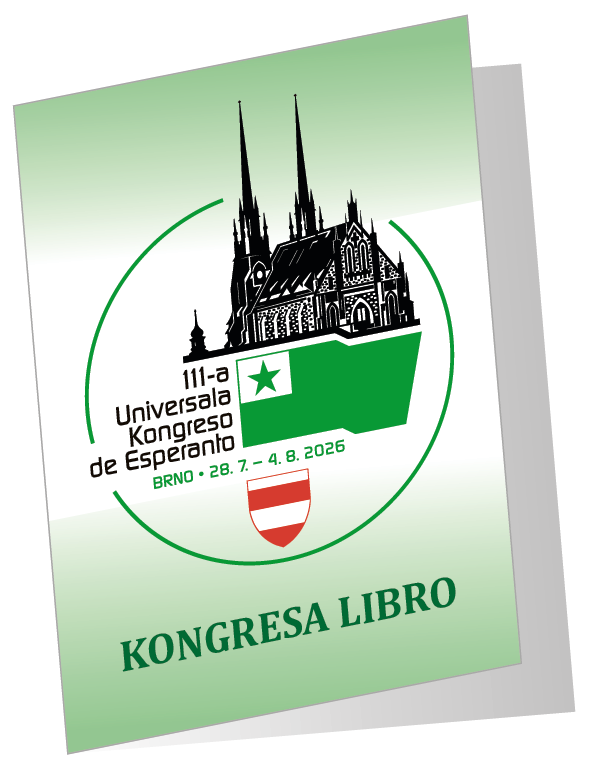 111-a
Universala
Kongreso
de Esperanto
BRNO • 28. 7. – 4. 8. 2026
KONGRESA LIBRO